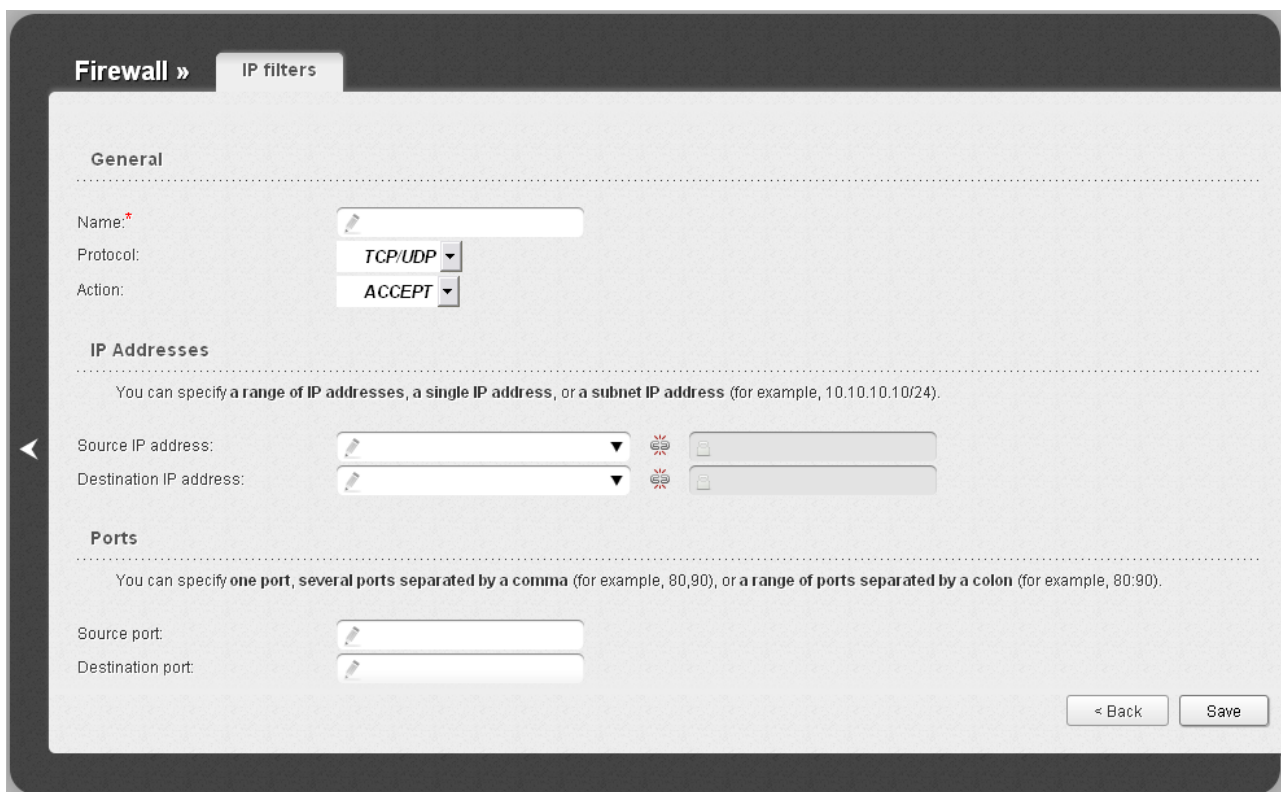 Firewall » IP filters
General
Name:*
Protocol: TCP/UDP
Action: ACCEPT
IP Addresses
You can specify a range of IP addresses, a single IP address, or a subnet IP address (for example, 10.10.10.10/24).
Source IP address:
Destination IP address:
Ports
You can specify one port, several ports separated by a comma (for example, 80,90), or a range of ports separated by a colon (for example, 80:90).
Source port:
Destination port:
< Back Save